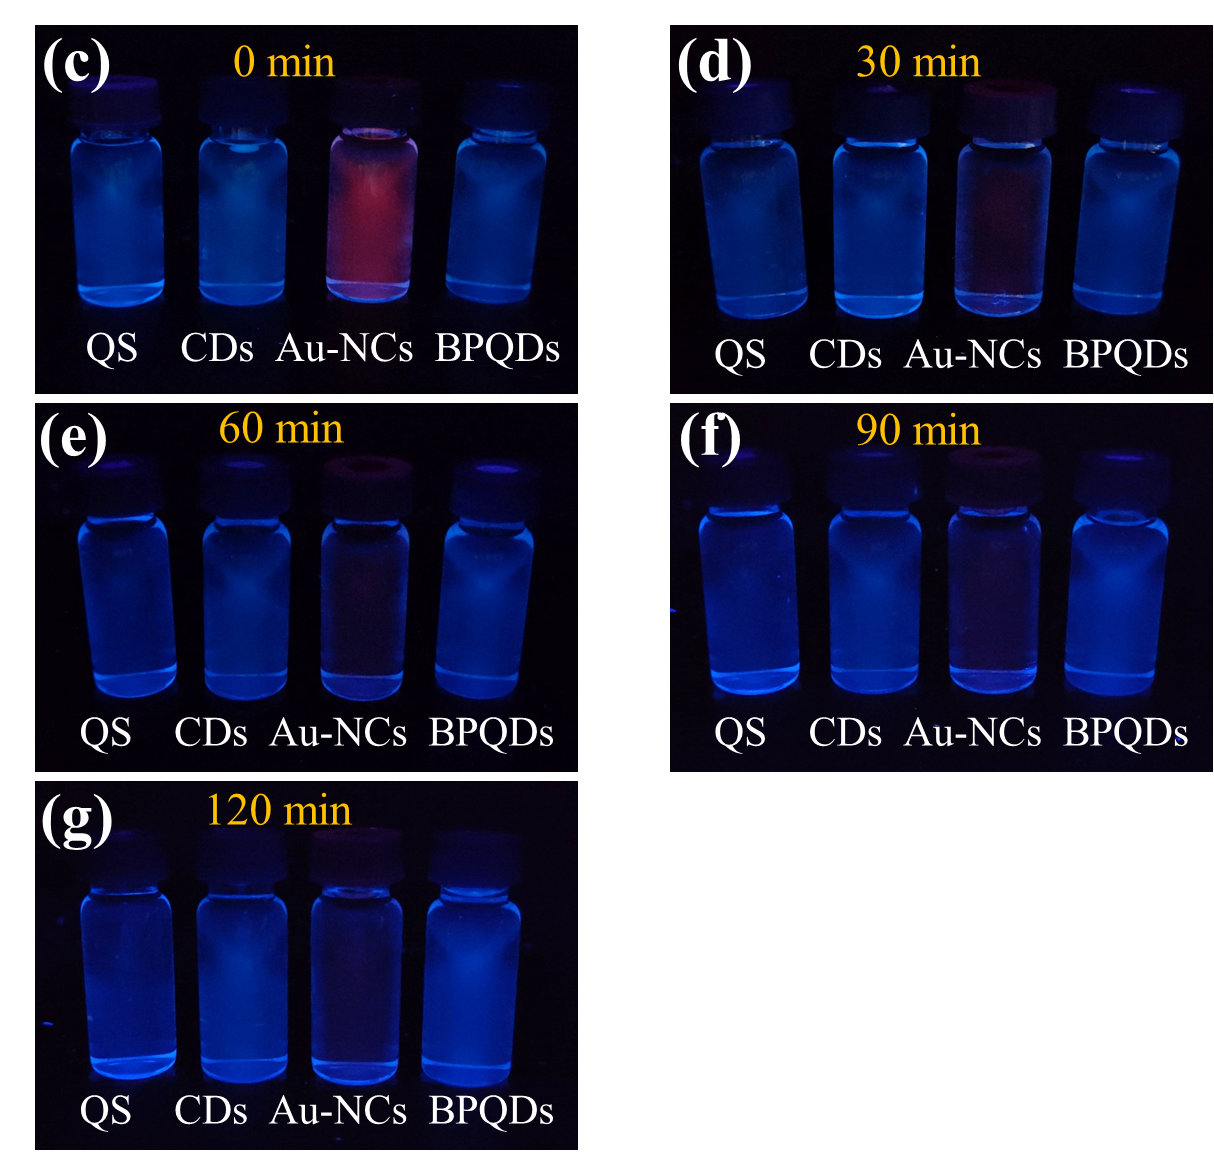 (c) 0 min
QS CDs Au-NCs BPQDs
(d) 30 min
QS CDs Au-NCs BPQDs
(e) 60 min
QS CDs Au-NCs BPQDs
(f) 90 min
QS CDs Au-NCs BPQDs
(g) 120 min
QS CDs Au-NCs BPQDs